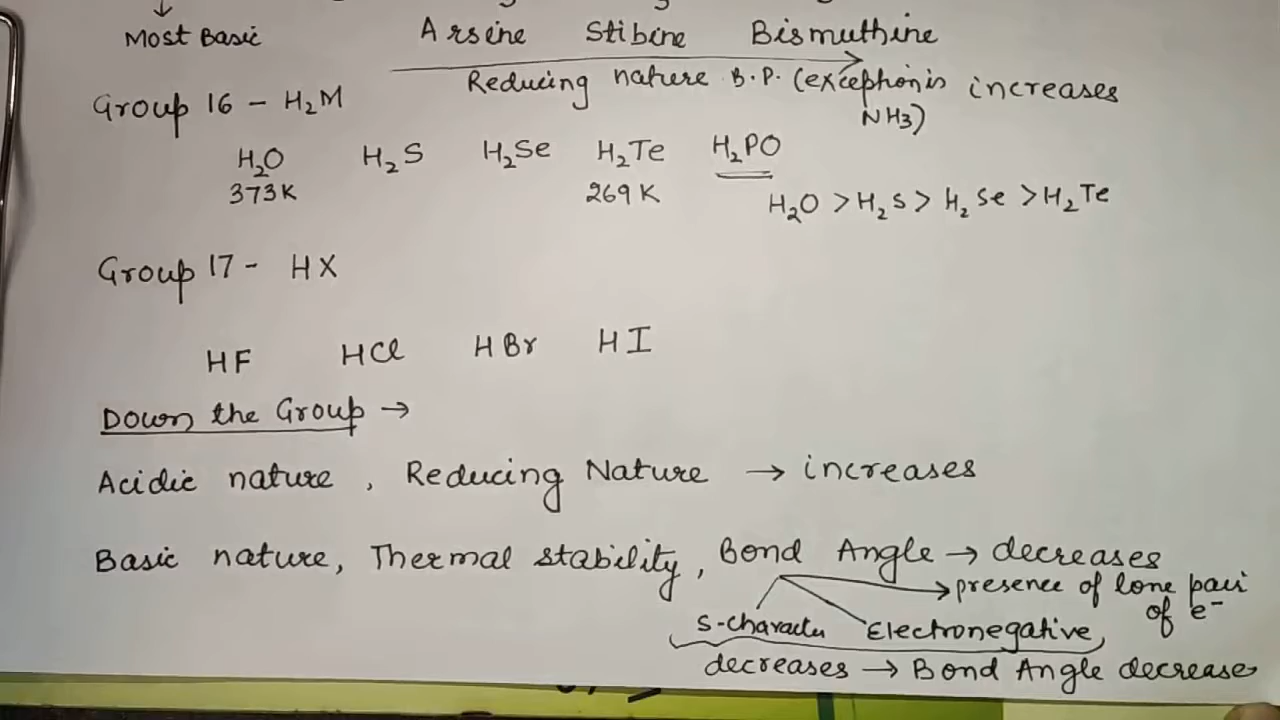 Most Basic
Arsine Stibine Bismuthine
Reducing nature B.P. (exception is NH3) increases
Group 16 - H2M
H2O H2S H2Se H2Te H2PO
373K 269K
H2O > H2S > H2Se > H2Te
Group 17 - HX
HF HCl HBr HI
Down the Group →
Acidic nature, Reducing Nature → increases
Basic nature, Thermal stability, Bond Angle → decreases
presence of lone pair of e⁻
s-character Electronegative,
decreases → Bond Angle decrease